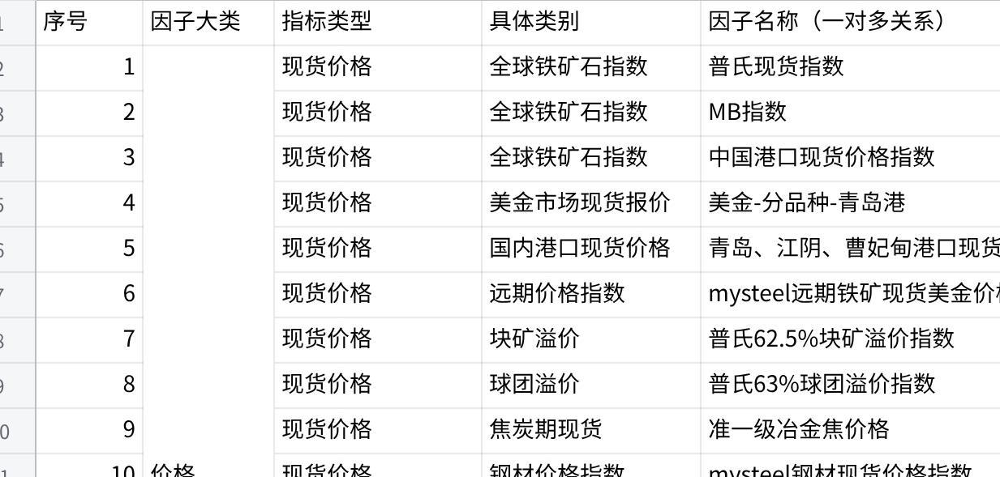 序号 因子大类 指标类型 具体类别 因子名称（一对多关系）
2 1 现货价格 全球铁矿石指数 普氏现货指数
3 2 现货价格 全球铁矿石指数 MB指数
4 3 现货价格 全球铁矿石指数 中国港口现货价格指数
5 4 现货价格 美金市场现货报价 美金-分品种-青岛港
6 5 现货价格 国内港口现货价格 青岛、江阴、曹妃甸港口现货
7 6 现货价格 远期价格指数 mysteel远期铁矿现货美金价格
8 7 现货价格 块矿溢价 普氏62.5%块矿溢价指数
9 8 现货价格 球团溢价 普氏63%球团溢价指数
0 9 现货价格 焦炭期现货 准一级冶金焦价格
1 10 价格 现货价格 钢材价格指数 mysteel钢材现货价格指数